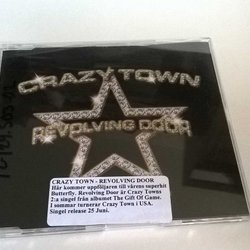 CRAZY TOWN
REVOLVING DOOR
CRAZY TOWN - REVOLVING DOOR
Här kommer uppföljaren till vårens superhit
Butterfly. Revolving Door är Crazy Towns
2:a singel från albumet The Gift Of Game.
I sommar turnerar Crazy Town i USA.
Singel release 25 Juni.